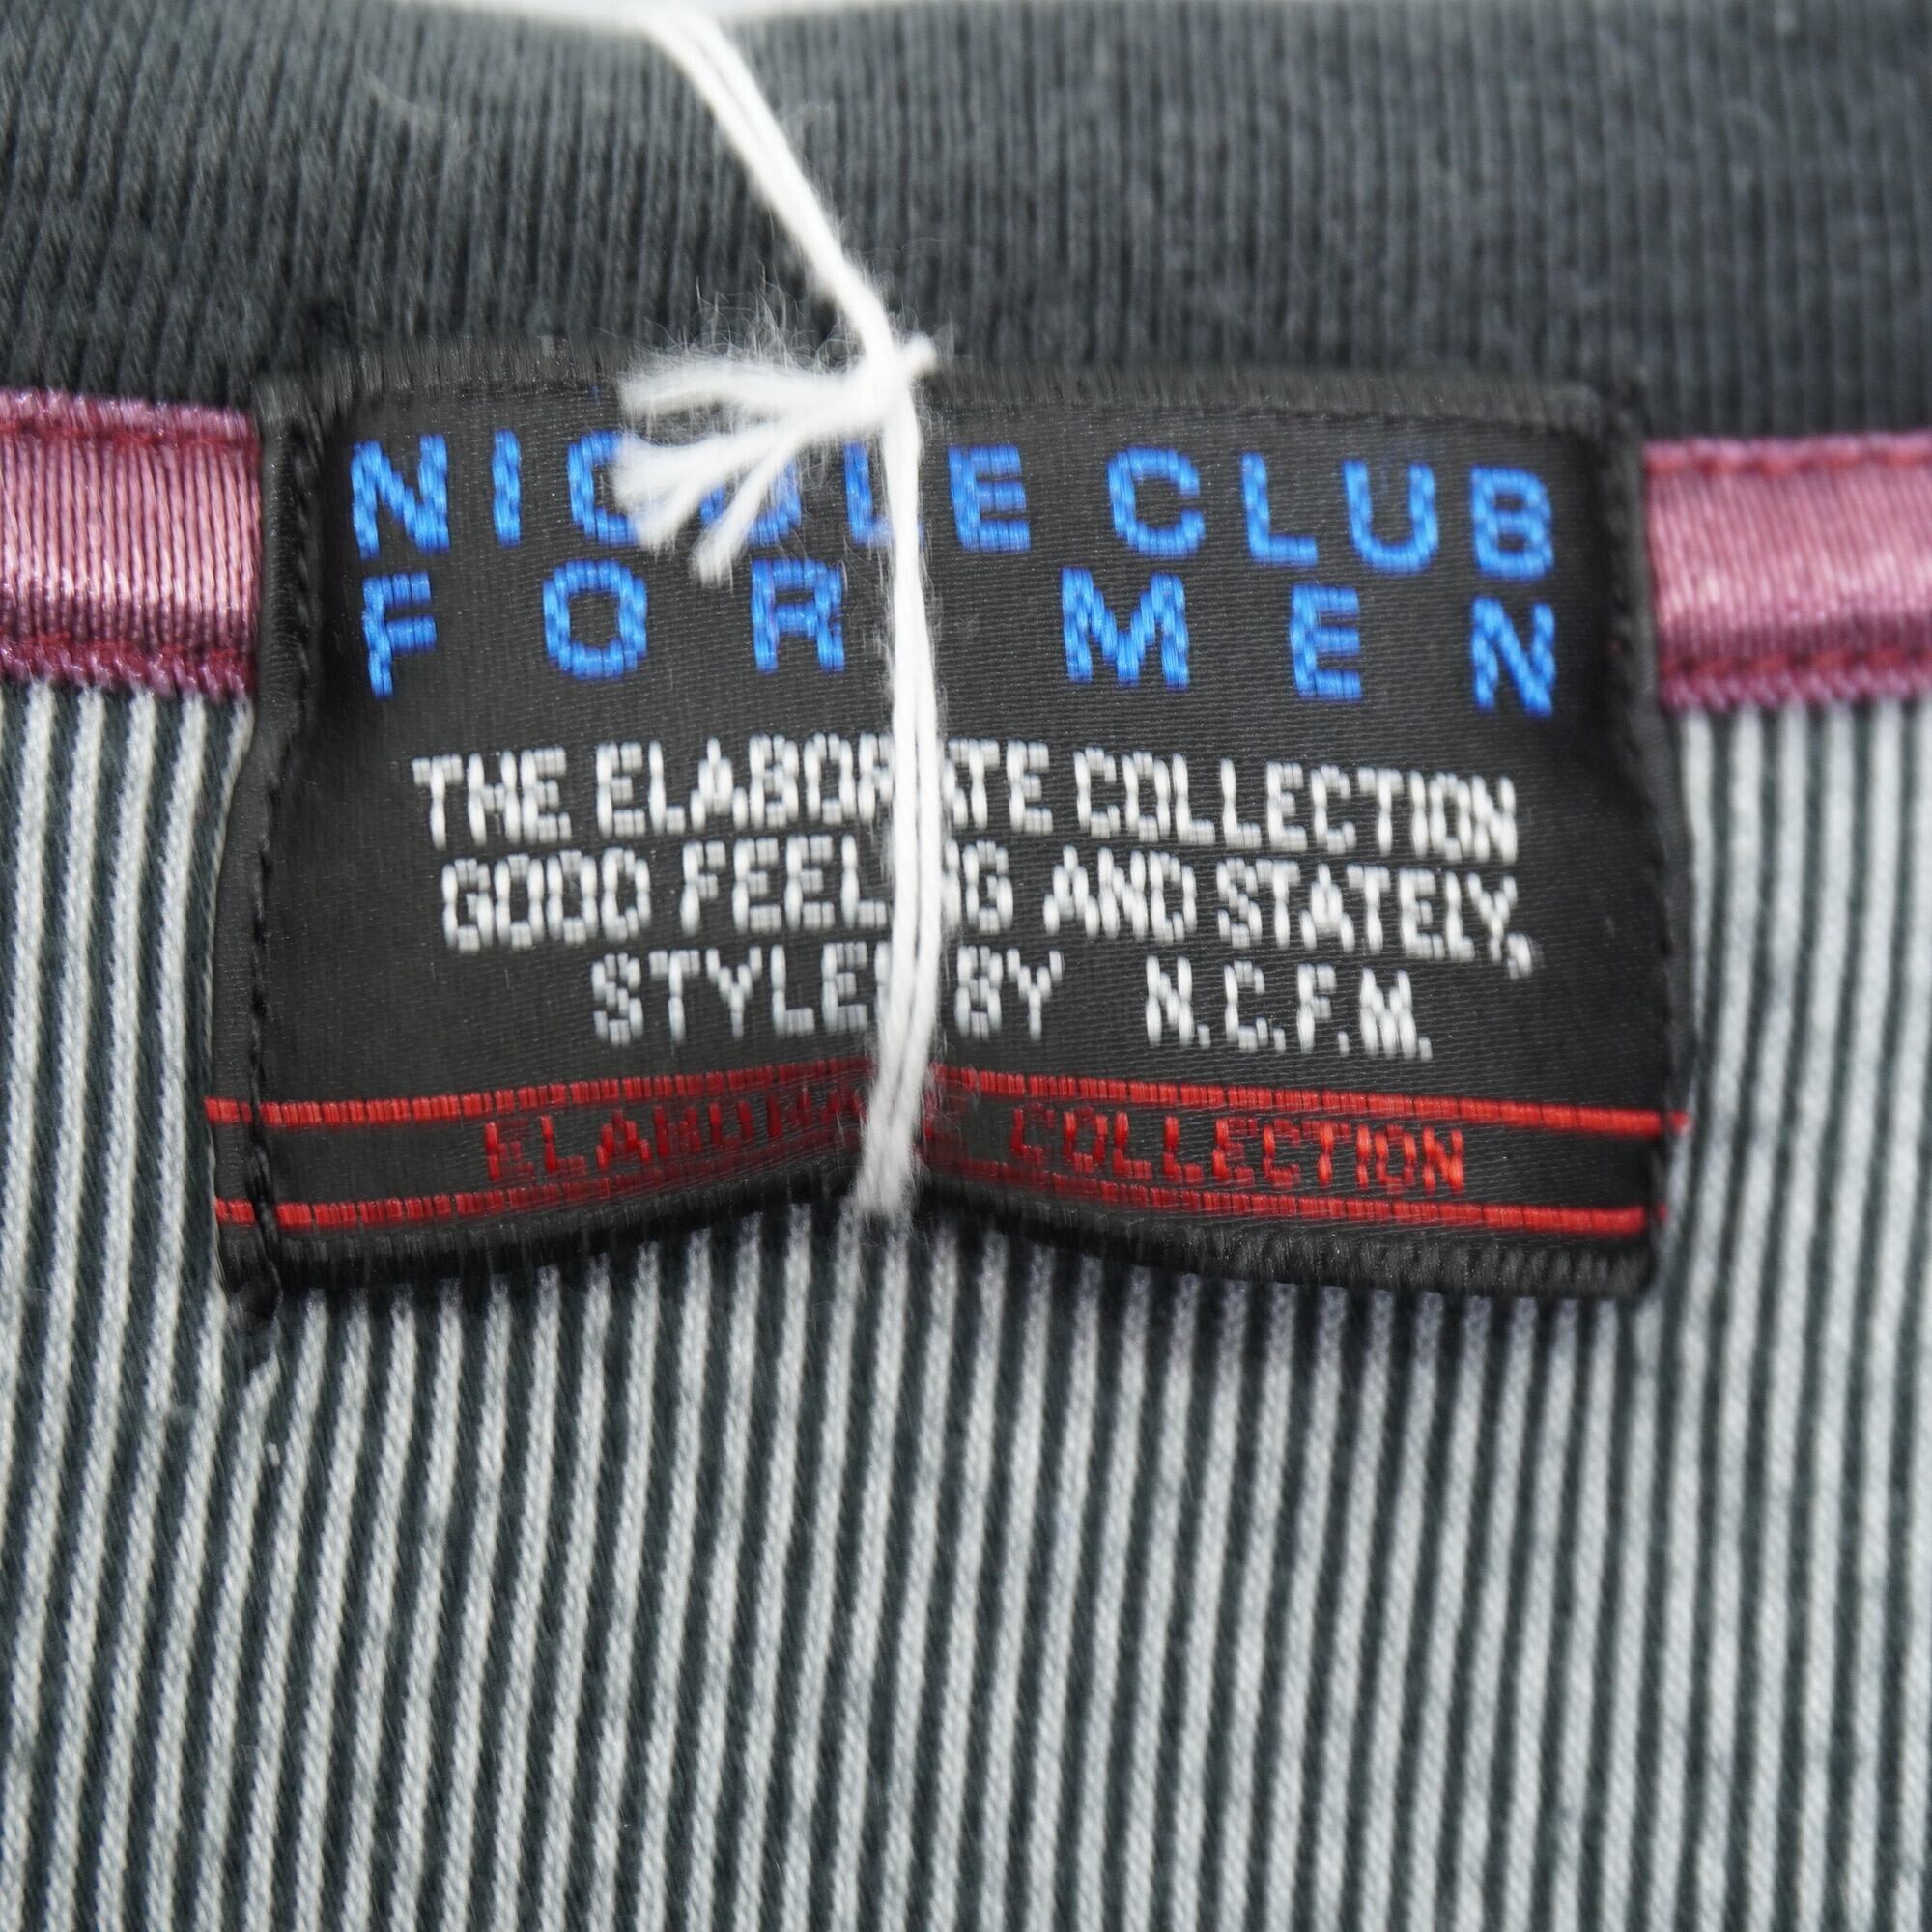 NICOLE CLUB
FOR MEN
THE ELABORATE COLLECTION
GOOD FEELING AND STATELY,
STYLED BY N.C.F.M.
ELABORATE COLLECTION